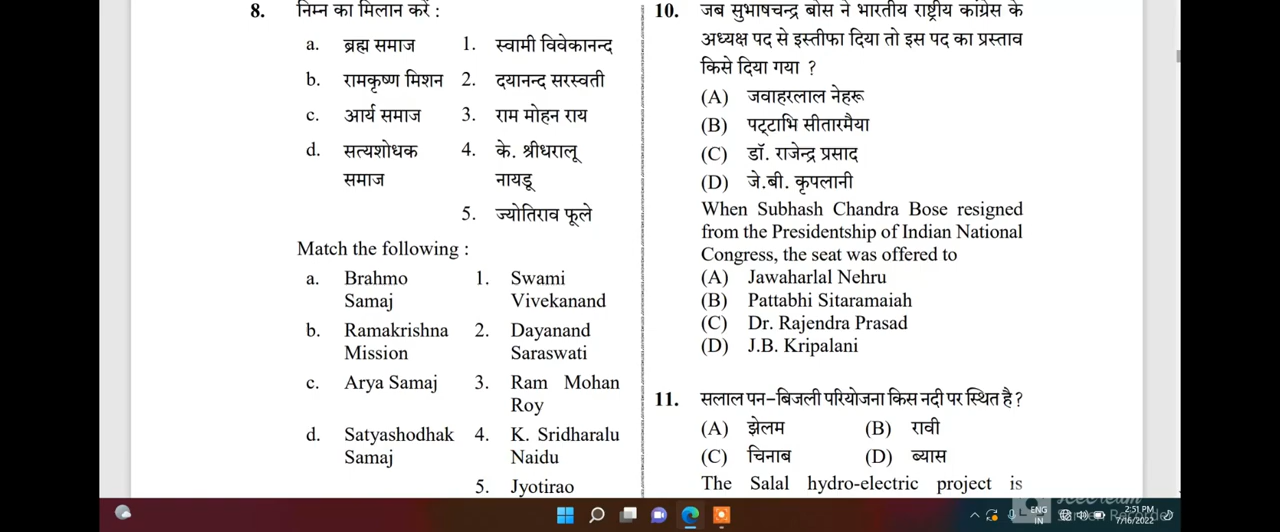 8. निम्न का मिलान करें :
a. ब्रह्म समाज 1. स्वामी विवेकानन्द
b. रामकृष्ण मिशन 2. दयानन्द सरस्वती
c. आर्य समाज 3. राम मोहन राय
d. सत्यशोधक 4. के. श्रीधरालू
समाज नायडू
5. ज्योतिराव फूले
Match the following :
a. Brahmo 1. Swami
Samaj Vivekanand
b. Ramakrishna 2. Dayanand
Mission Saraswati
c. Arya Samaj 3. Ram Mohan
Roy
d. Satyashodhak 4. K. Sridharalu
Samaj Naidu
5. Jyotirao
10. जब सुभाषचन्द्र बोस ने भारतीय राष्ट्रीय कांग्रेस के
अध्यक्ष पद से इस्तीफा दिया तो इस पद का प्रस्ताव
किसे दिया गया ?
(A) जवाहरलाल नेहरू
(B) पट्टाभि सीतारमैया
(C) डॉ. राजेन्द्र प्रसाद
(D) जे.बी. कृपलानी
When Subhash Chandra Bose resigned
from the Presidentship of Indian National
Congress, the seat was offered to
(A) Jawaharlal Nehru
(B) Pattabhi Sitaramaiah
(C) Dr. Rajendra Prasad
(D) J.B. Kripalani
11. सलाल पन-बिजली परियोजना किस नदी पर स्थित है ?
(A) झेलम (B) रावी
(C) चिनाब (D) ब्यास
The Salal hydro-electric project is
ENG
IN
2:51 PM
7/16/2022